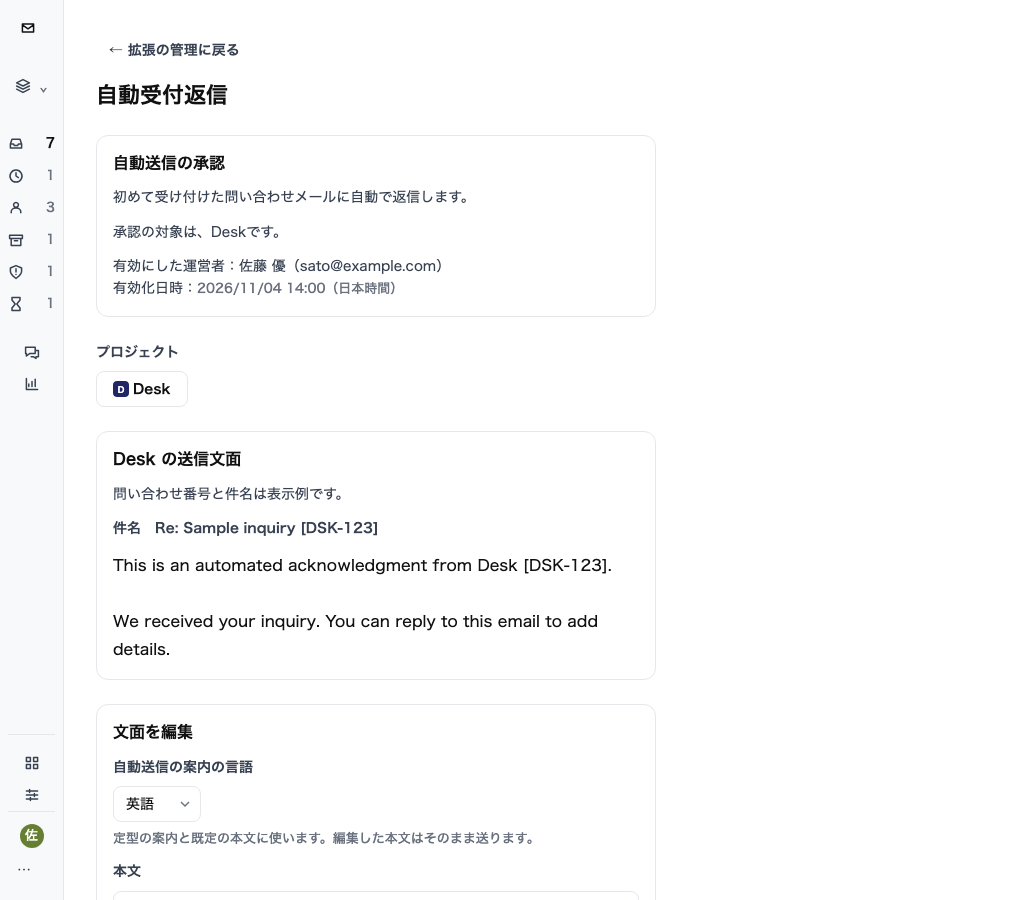 ← 拡張の管理に戻る
自動受付返信
7
1
3
1
1
1
自動送信の承認
初めて受け付けた問い合わせメールに自動で返信します。
承認の対象は、Deskです。
有効にした運営者：佐藤 優（sato@example.com）
有効化日時：2026/11/04 14:00（日本時間）
プロジェクト
D Desk
Desk の送信文面
問い合わせ番号と件名は表示例です。
件名 Re: Sample inquiry [DSK-123]
This is an automated acknowledgment from Desk [DSK-123].
We received your inquiry. You can reply to this email to add
details.
文面を編集
自動送信の案内の言語
英語
定型の案内と既定の本文に使います。編集した本文はそのまま送ります。
本文
佐
…